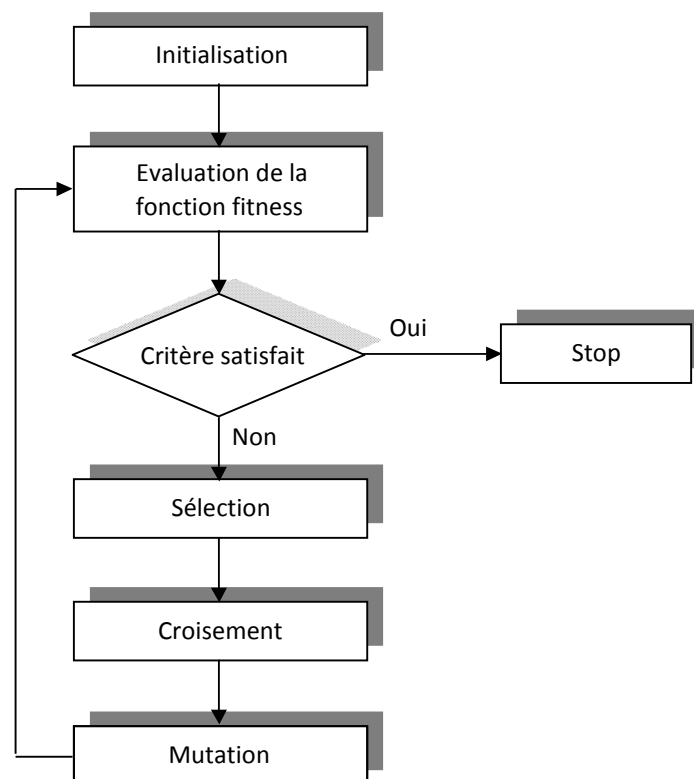 Initialisation
Evaluation de la
fonction fitness
Critère satisfait
Oui
Stop
Non
Sélection
Croisement
Mutation